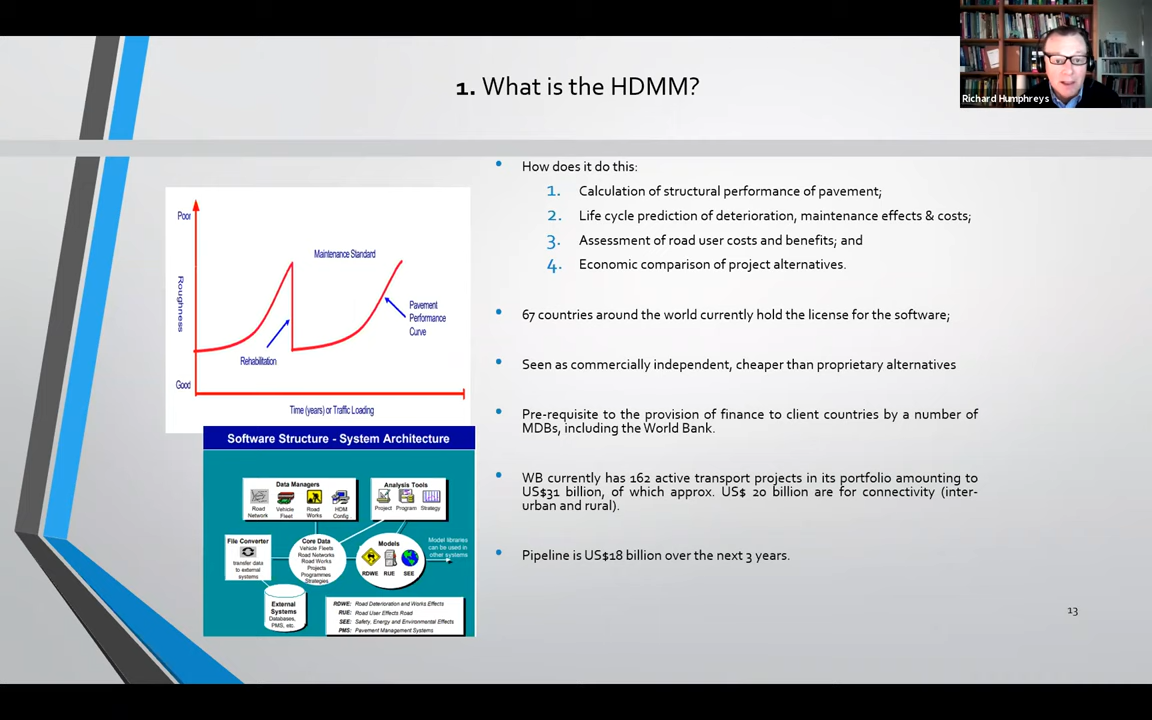 1. What is the HDMM?
Richard Humphreys
Poor
Roughness
Good
Maintenance Standard
Pavement
Performance
Curve
Rehabilitation
Time (years) or Traffic Loading
Software Structure - System Architecture
Data Managers
Road
Network
Vehicle
Fleet
Road
Works
HDM
Config
Analysis Tools
Project
Program
Strategy
File Converter
transfer data
to external
systems
Core Data
Vehicle Fleets
Road Networks
Road Works
Projects
Programmes
Strategies
Models
RDWE
RUE
SEE
Model libraries
can be used in
other systems
External
Systems
Databases,
PMS, etc.
RDWE: Road Deterioration and Works Effects
RUE: Road User Effects Road
SEE: Safety, Energy and Environmental Effects
PMS: Pavement Management Systems
• How does it do this:
1. Calculation of structural performance of pavement;
2. Life cycle prediction of deterioration, maintenance effects & costs;
3. Assessment of road user costs and benefits; and
4. Economic comparison of project alternatives.
• 67 countries around the world currently hold the license for the software;
• Seen as commercially independent, cheaper than proprietary alternatives
• Pre-requisite to the provision of finance to client countries by a number of
MDBs, including the World Bank.
• WB currently has 162 active transport projects in its portfolio amounting to
US$31 billion, of which approx. US$ 20 billion are for connectivity (inter-
urban and rural).
• Pipeline is US$18 billion over the next 3 years.
13